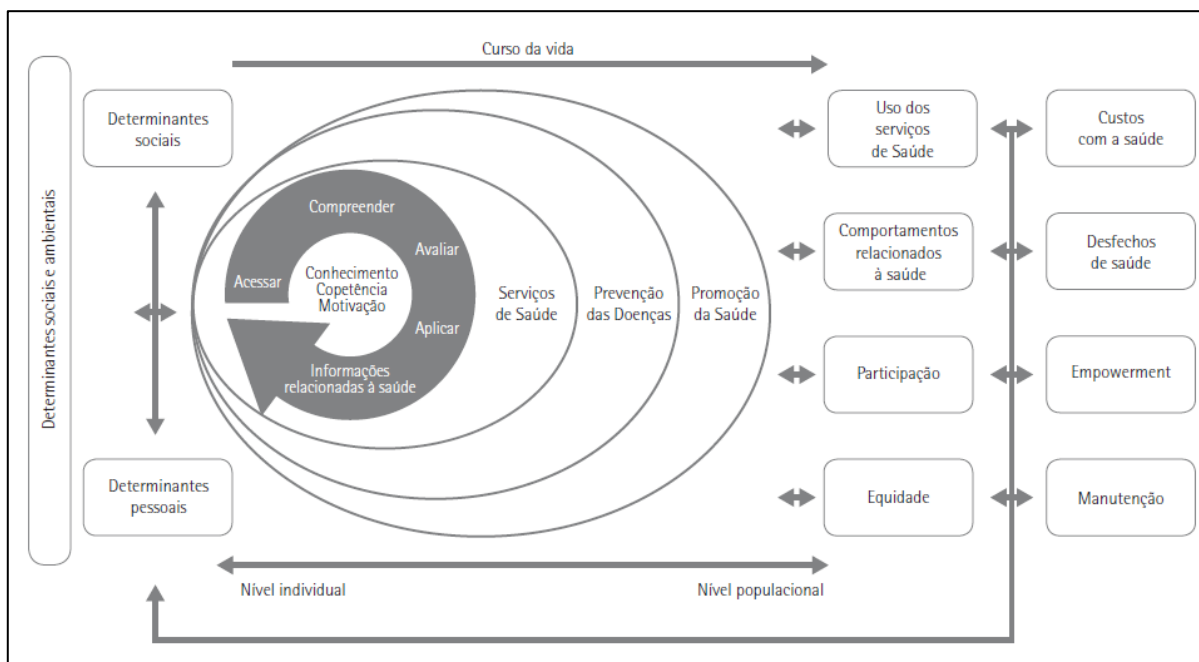 Curso da vida
Determinantes sociais e ambientais
Determinantes
sociais
Determinantes
pessoais
Compreender
Avaliar
Acessar
Aplicar
Conhecimento
Copetência
Motivação
Informações
relacionadas à saúde
Serviços
de Saúde
Prevenção
das Doenças
Promoção
da Saúde
Uso dos
serviços
de Saúde
Custos
com a saúde
Comportamentos
relacionados
à saúde
Desfechos
de saúde
Participação
Empowerment
Equidade
Manutenção
Nível individual
Nível populacional